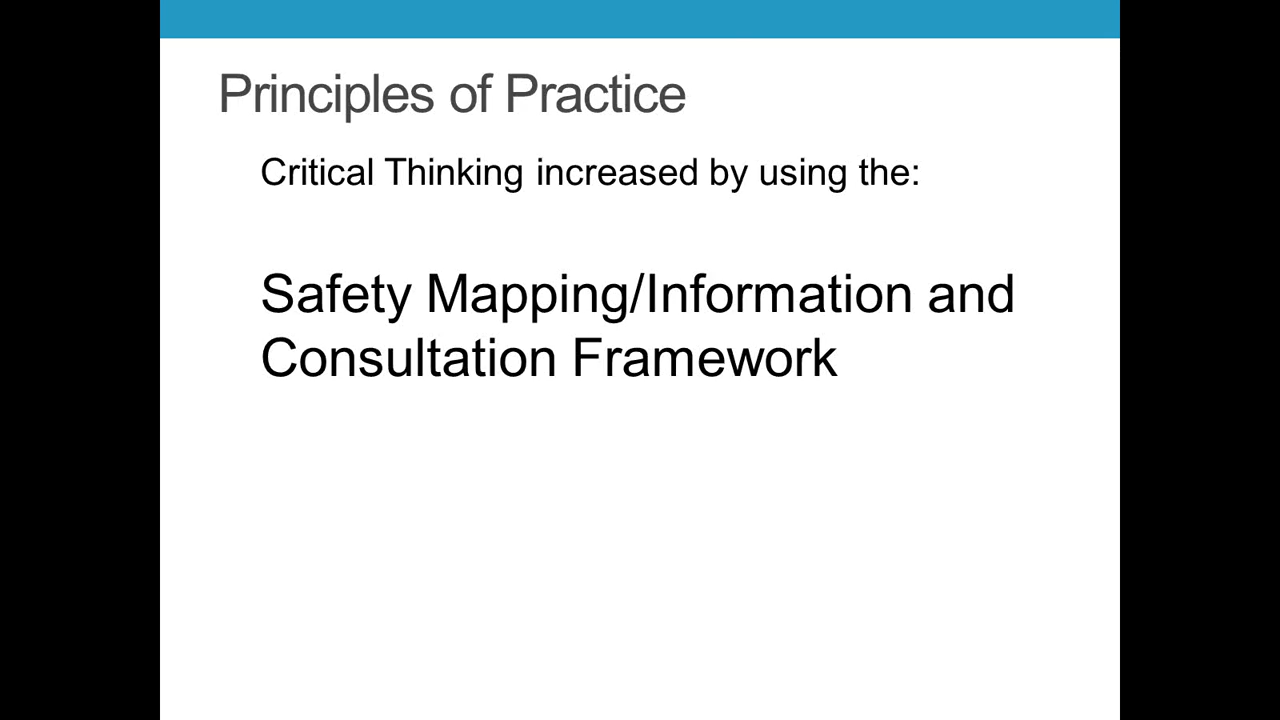 Principles of Practice
Critical Thinking increased by using the:
Safety Mapping/Information and
Consultation Framework